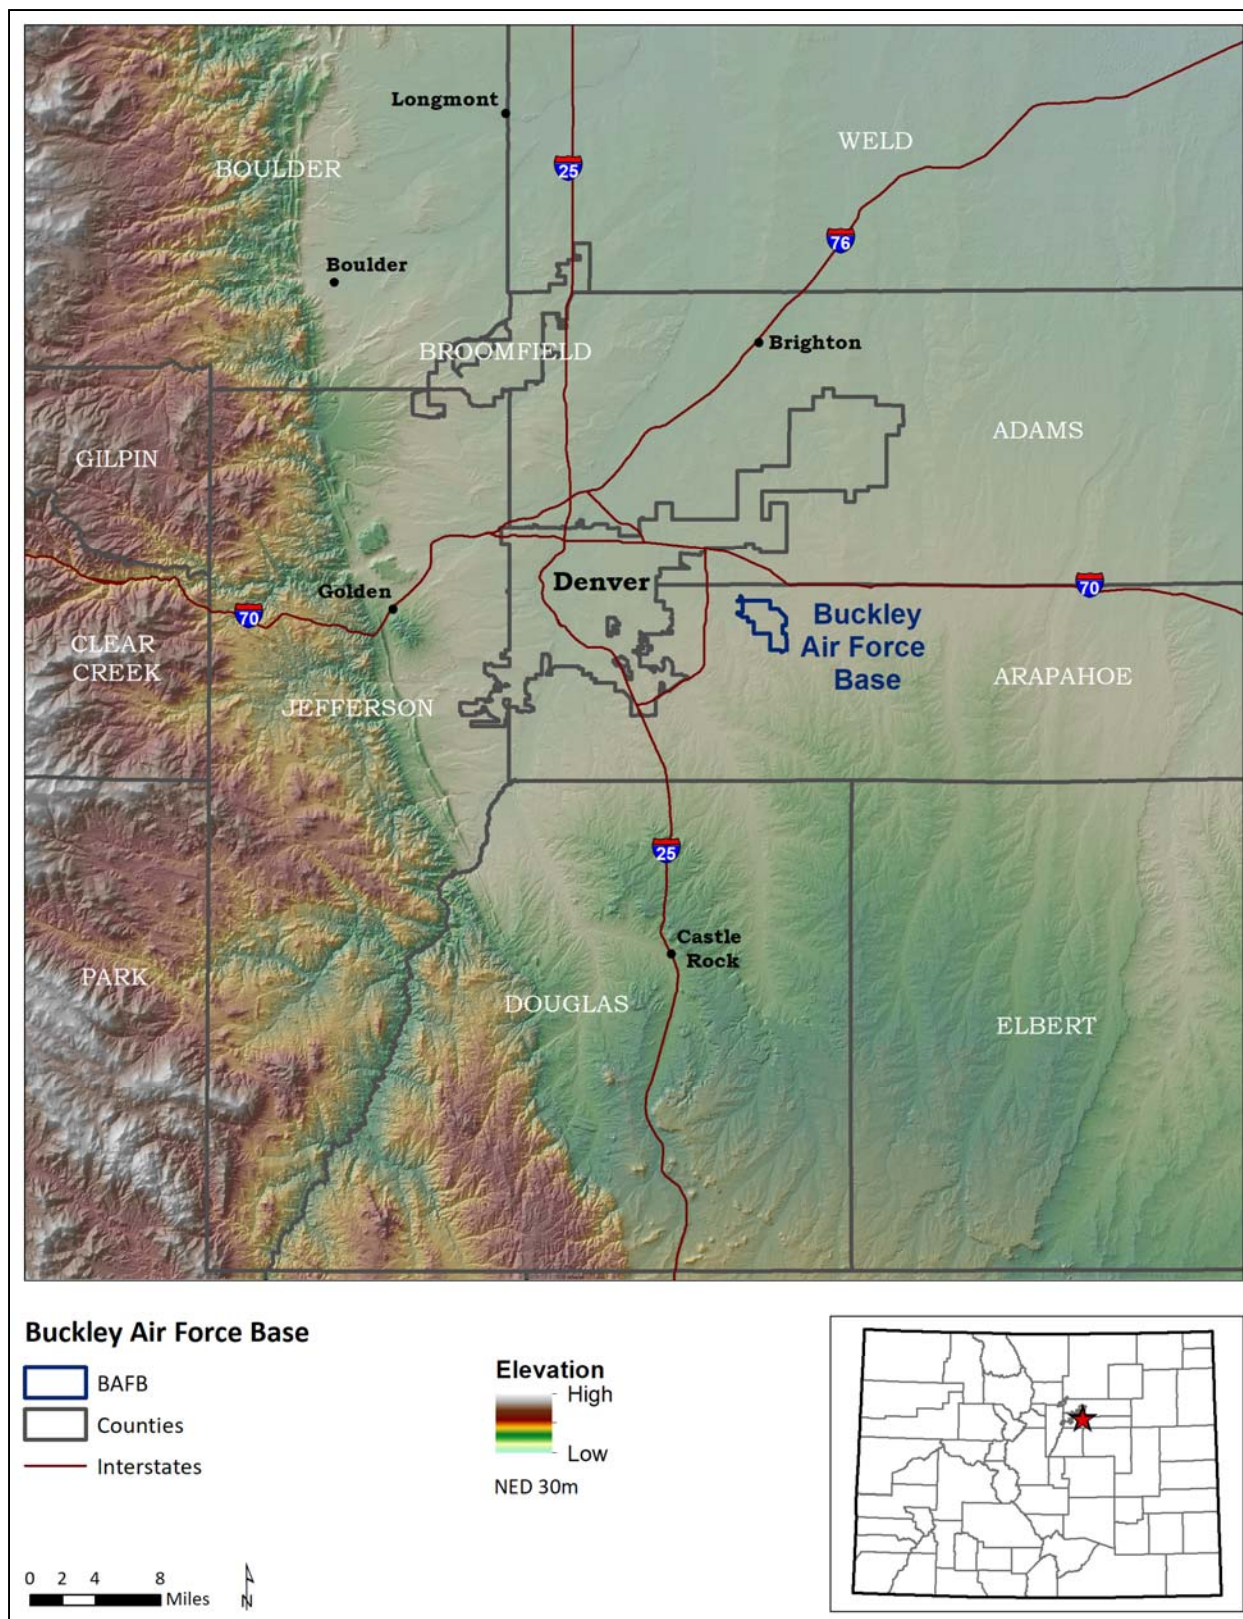 Longmont
WELD
BOULDER
25
76
Boulder
Brighton
BROOMFIELD
ADAMS
GILPIN
Denver
Golden
70
70
Buckley
Air Force
Base
CLEAR
CREEK
ARAPAHOE
JEFFERSON
25
Castle
Rock
PARK
DOUGLAS
ELBERT
Buckley Air Force Base
BAFB
Counties
Interstates
Elevation
High
Low
NED 30m
0 2 4 8
Miles
N